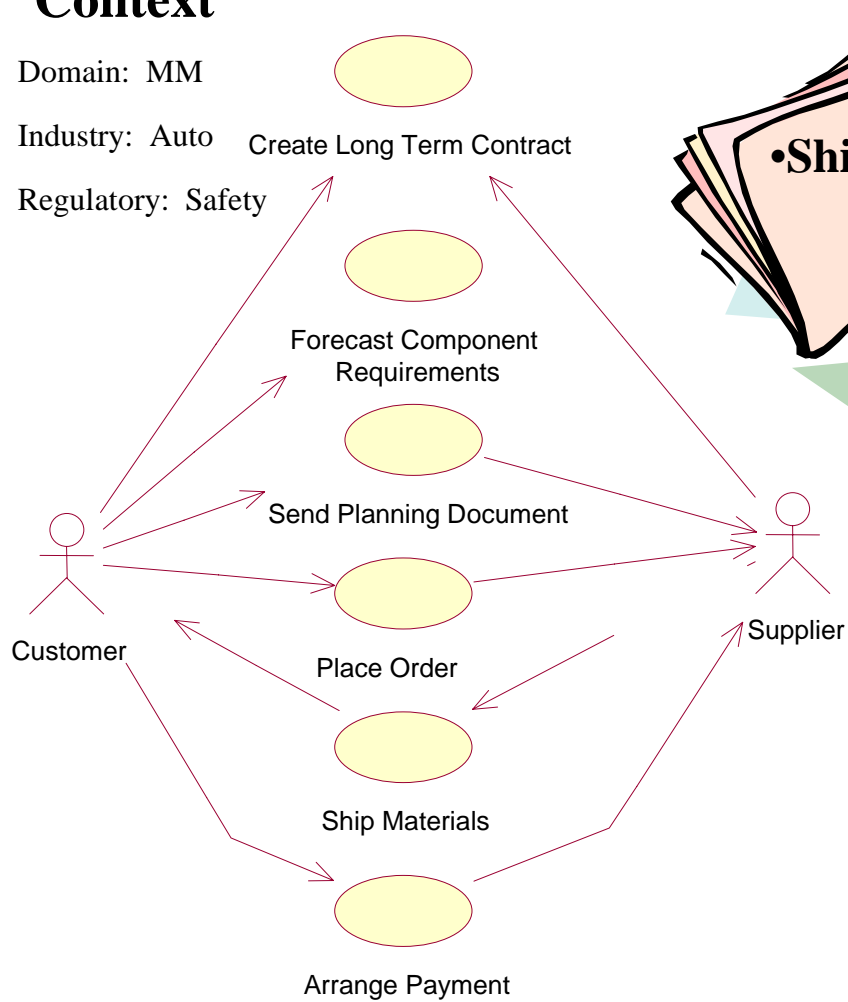 Context
Domain: MM
Industry: Auto
Regulatory: Safety
Create Long Term Contract
•Shi
Forecast Component
Requirements
Send Planning Document
Customer
Supplier
Place Order
Ship Materials
Arrange Payment